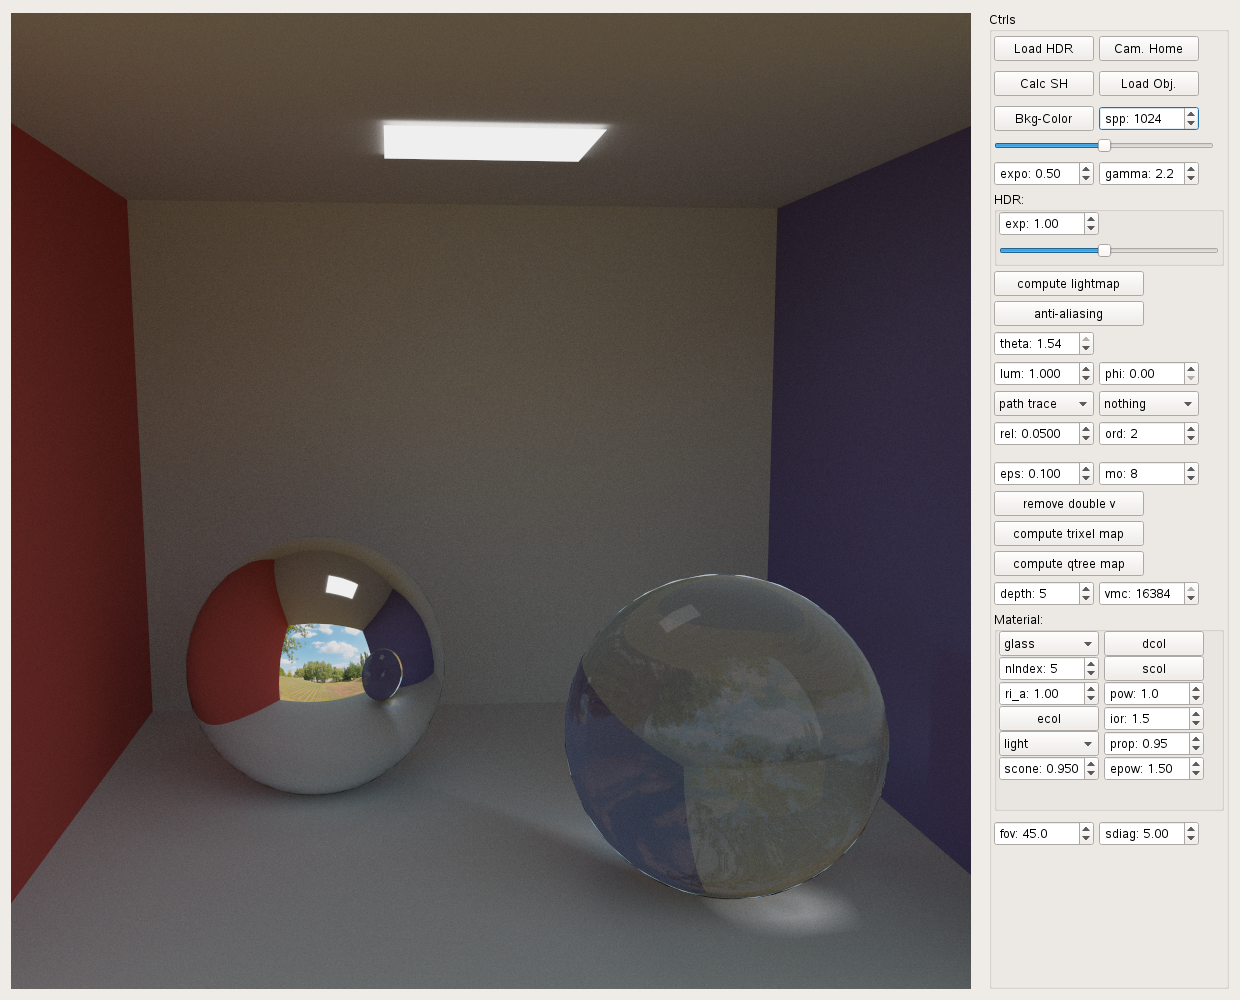 Ctrls
Load HDR Cam. Home
Calc SH Load Obj.
Bkg-Color spp: 1024
expo: 0.50 gamma: 2.2
HDR:
exp: 1.00
compute lightmap
anti-aliasing
theta: 1.54
lum: 1.000 phi: 0.00
path trace nothing
rel: 0.0500 ord: 2
eps: 0.100 mo: 8
remove double v
compute trixel map
compute qtree map
depth: 5 vmc: 16384
Material:
glass dcol
nIndex: 5 scol
ri_a: 1.00 pow: 1.0
ecol ior: 1.5
light prop: 0.95
scone: 0.950 epow: 1.50
fov: 45.0 sdiag: 5.00